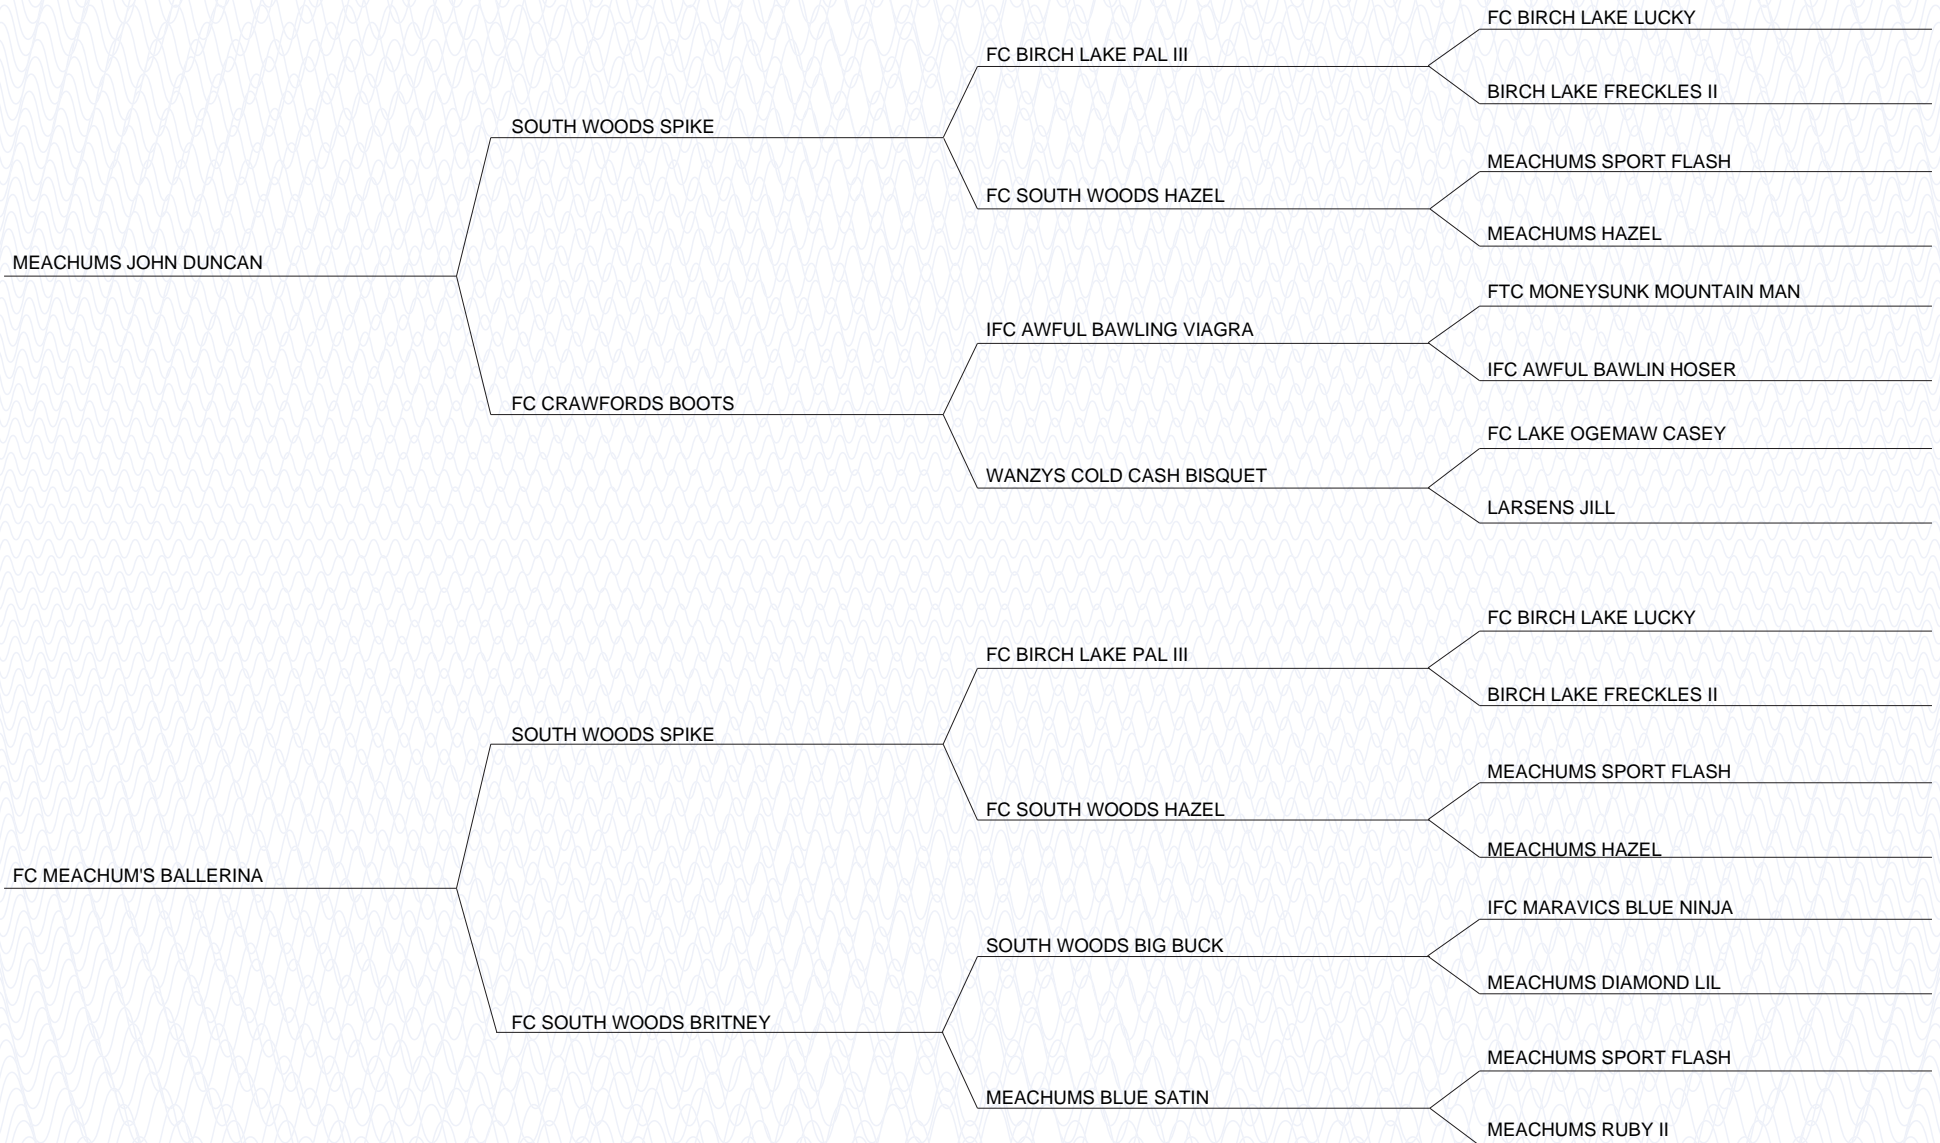 FC BIRCH LAKE LUCKY
FC BIRCH LAKE PAL III
BIRCH LAKE FRECKLES II
SOUTH WOODS SPIKE
MEACHUMS SPORT FLASH
FC SOUTH WOODS HAZEL
MEACHUMS HAZEL
MEACHUMS JOHN DUNCAN
FTC MONEYSUNK MOUNTAIN MAN
IFC AWFUL BAWLING VIAGRA
IFC AWFUL BAWLIN HOSER
FC CRAWFORDS BOOTS
FC LAKE OGEMAW CASEY
WANZYS COLD CASH BISQUET
LARSENS JILL
FC BIRCH LAKE LUCKY
FC BIRCH LAKE PAL III
BIRCH LAKE FRECKLES II
SOUTH WOODS SPIKE
MEACHUMS SPORT FLASH
FC SOUTH WOODS HAZEL
MEACHUMS HAZEL
FC MEACHUM'S BALLERINA
IFC MARAVICS BLUE NINJA
SOUTH WOODS BIG BUCK
MEACHUMS DIAMOND LIL
FC SOUTH WOODS BRITNEY
MEACHUMS SPORT FLASH
MEACHUMS BLUE SATIN
MEACHUMS RUBY II